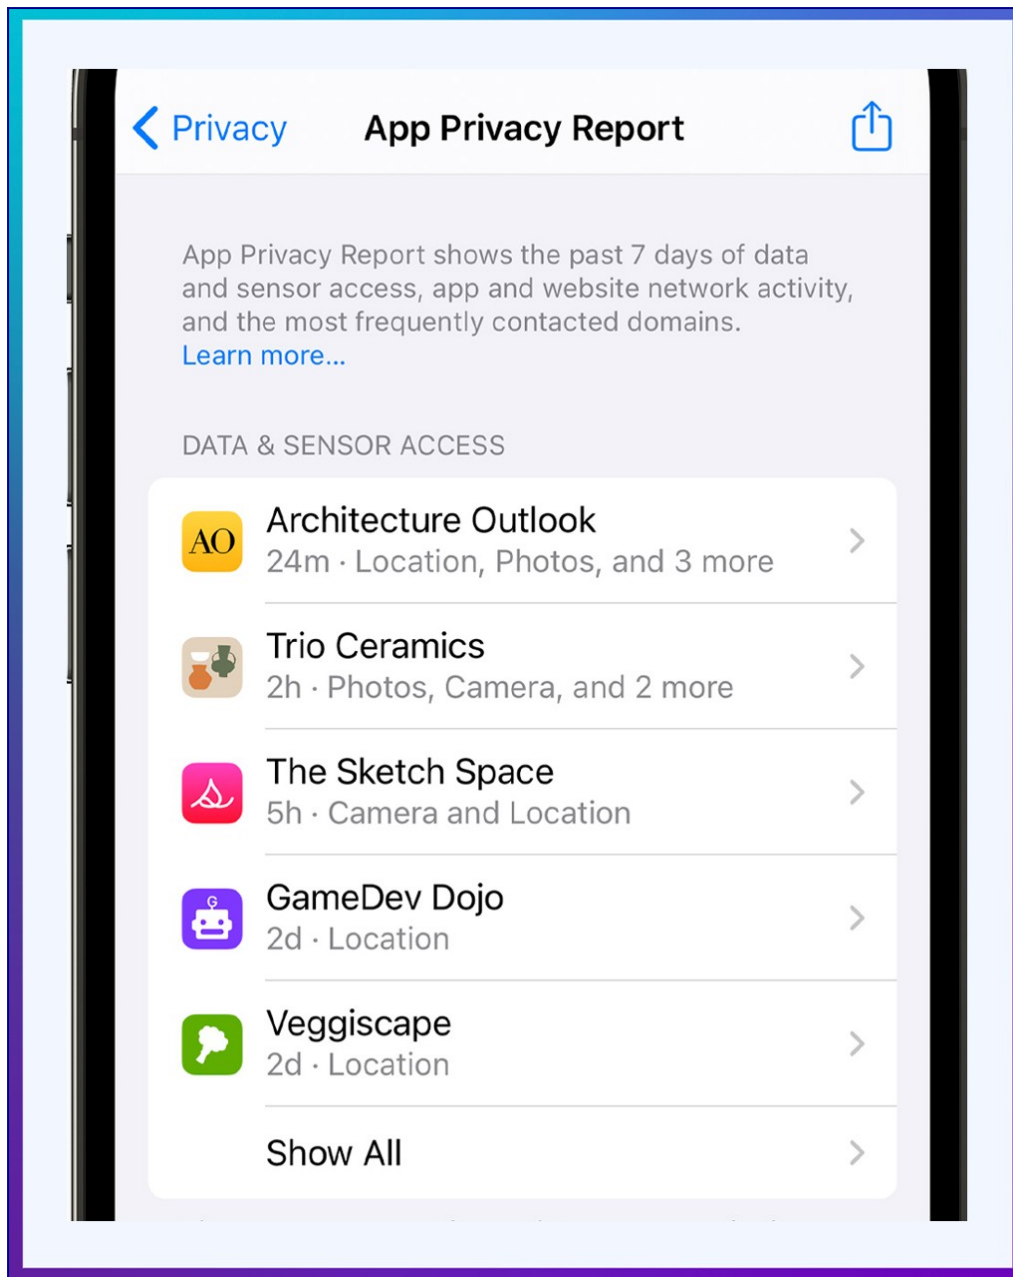 Privacy
App Privacy Report
App Privacy Report shows the past 7 days of data
and sensor access, app and website network activity,
and the most frequently contacted domains.
Learn more...
DATA & SENSOR ACCESS
AO
Architecture Outlook
24m · Location, Photos, and 3 more
Trio Ceramics
2h · Photos, Camera, and 2 more
The Sketch Space
5h · Camera and Location
G
GameDev Dojo
2d · Location
Veggiscape
2d · Location
Show All